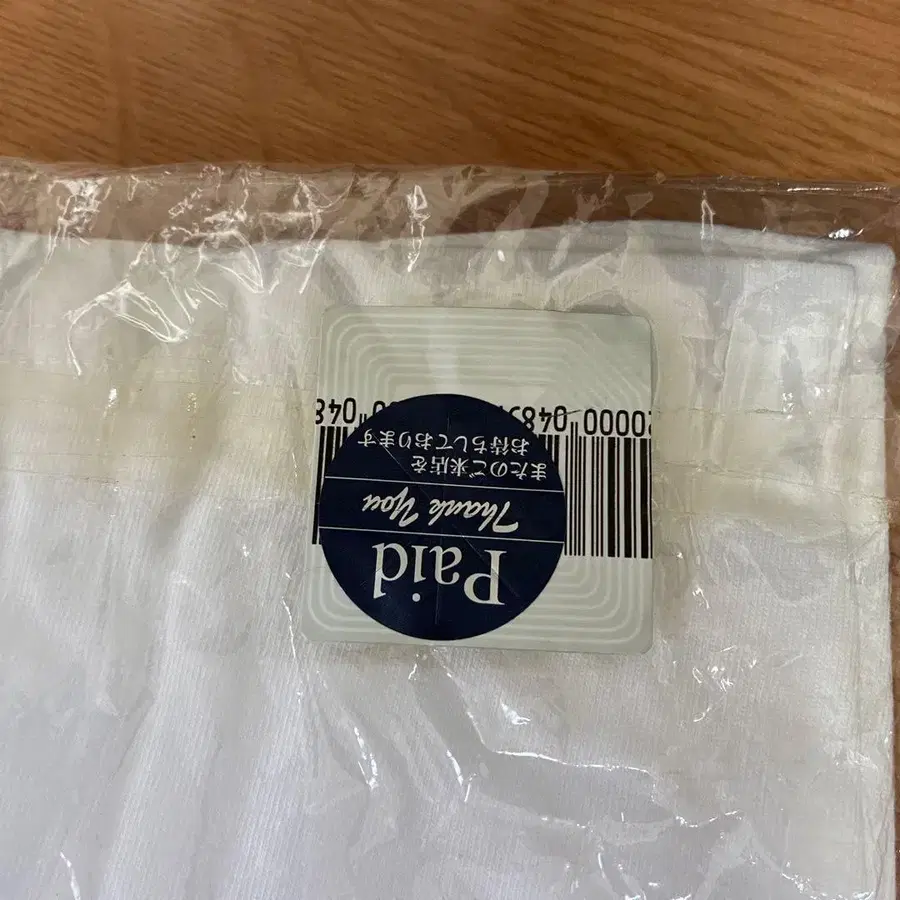 Paid
Thank You
またのご来店を
お待ちしております